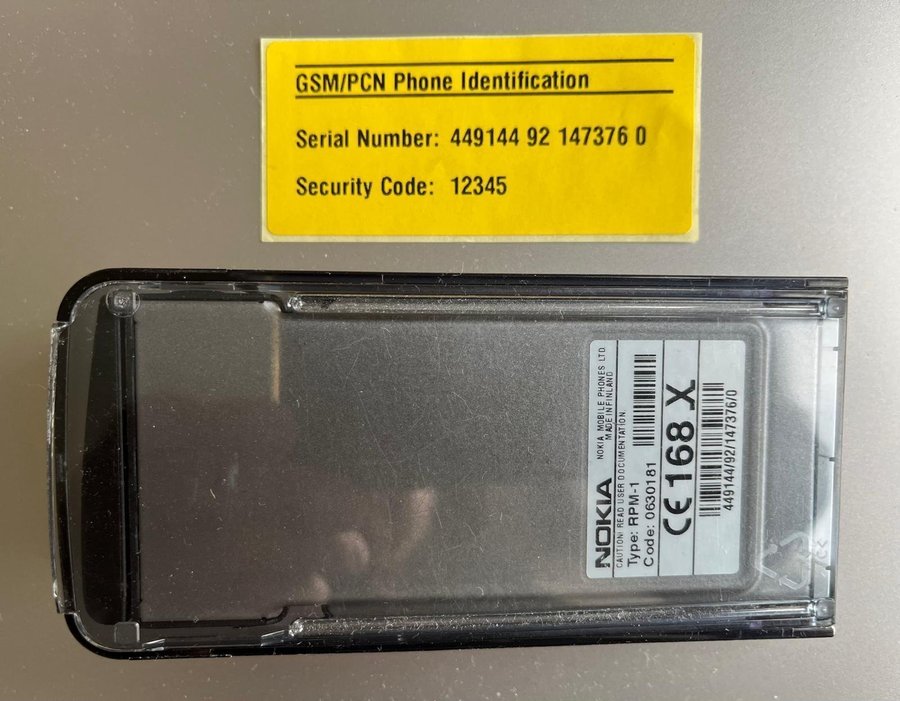 GSM/PCN Phone Identification
Serial Number: 449144 92 147376 0
Security Code: 12345
NOKIA
NOKIA MOBILE PHONES LTD
MADE IN FINLAND
CAUTION: READ USER DOCUMENTATION.
Type: RPM-1
Code: 0630181
CE 168 X
449144/92/147376/0